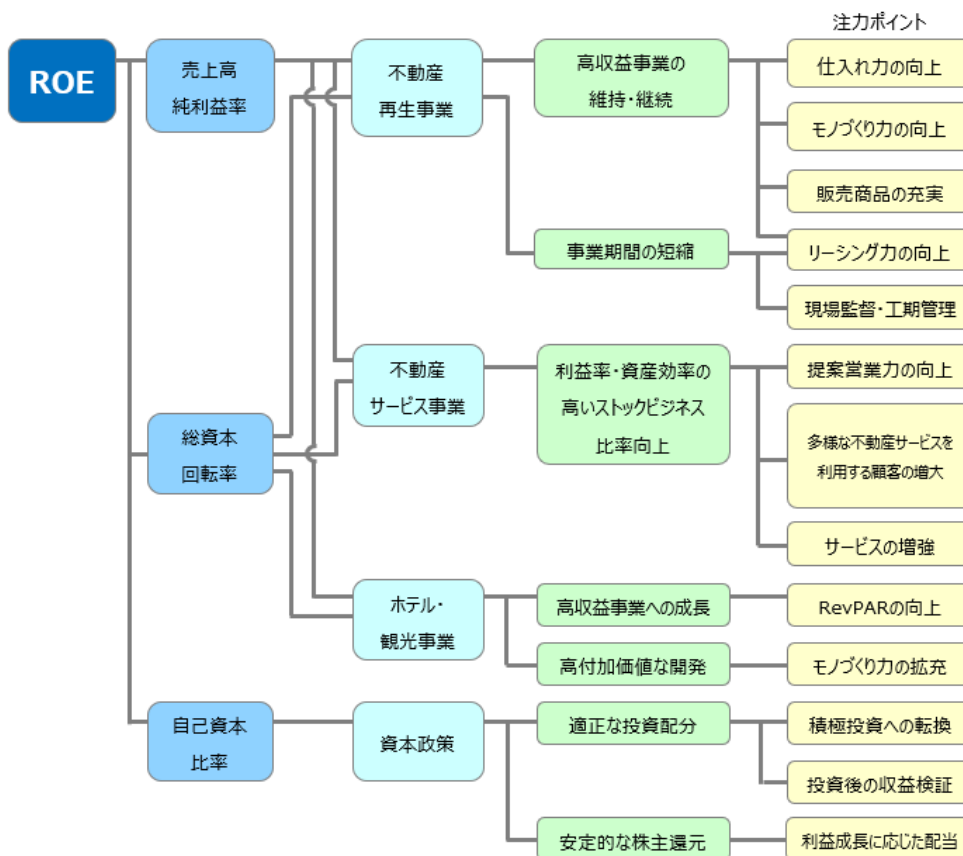 注力ポイント
ROE
売上高
純利益率
不動産
再生事業
高収益事業の
維持・継続
仕入れ力の向上
モノづくり力の向上
販売商品の充実
事業期間の短縮
リーシング力の向上
現場監督・工期管理
不動産
サービス事業
利益率・資産効率の
高いストックビジネス
比率向上
提案営業力の向上
総資本
回転率
多様な不動産サービスを
利用する顧客の増大
サービスの増強
ホテル・
観光事業
高収益事業への成長
RevPARの向上
高付加価値な開発
モノづくり力の拡充
自己資本
比率
資本政策
適正な投資配分
積極投資への転換
投資後の収益検証
安定的な株主還元
利益成長に応じた配当